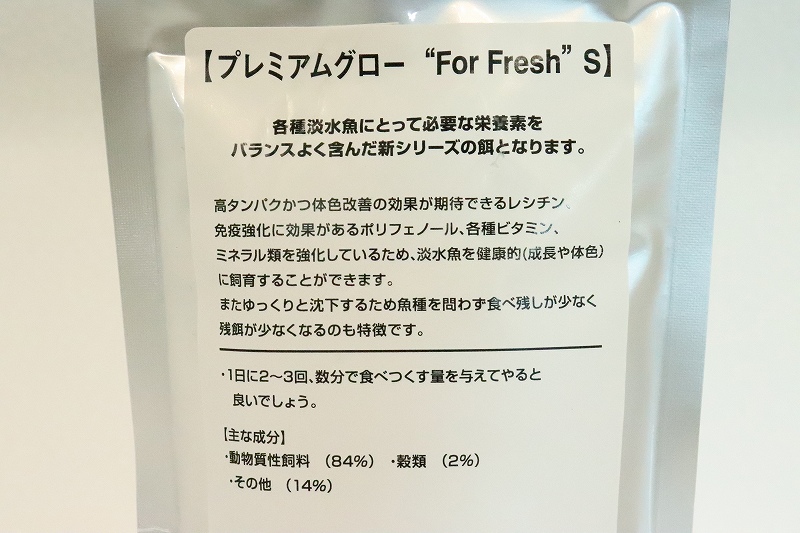 【プレミアムグロー “For Fresh” S】
各種淡水魚にとって必要な栄養素を
バランスよく含んだ新シリーズの餌となります。
高タンパクかつ体色改善の効果が期待できるレシチン、
免疫強化に効果があるポリフェノール、各種ビタミン、
ミネラル類を強化しているため、淡水魚を健康的(成長や体色)
に飼育することができます。
またゆっくりと沈下するため魚種を問わず食べ残しが少なく
残餌が少なくなるのも特徴です。
・1日に2〜3回、数分で食べつくす量を与えてやると
良いでしょう。
【主な成分】
・動物質性飼料 (84%) ・穀類 (2%)
・その他 (14%)